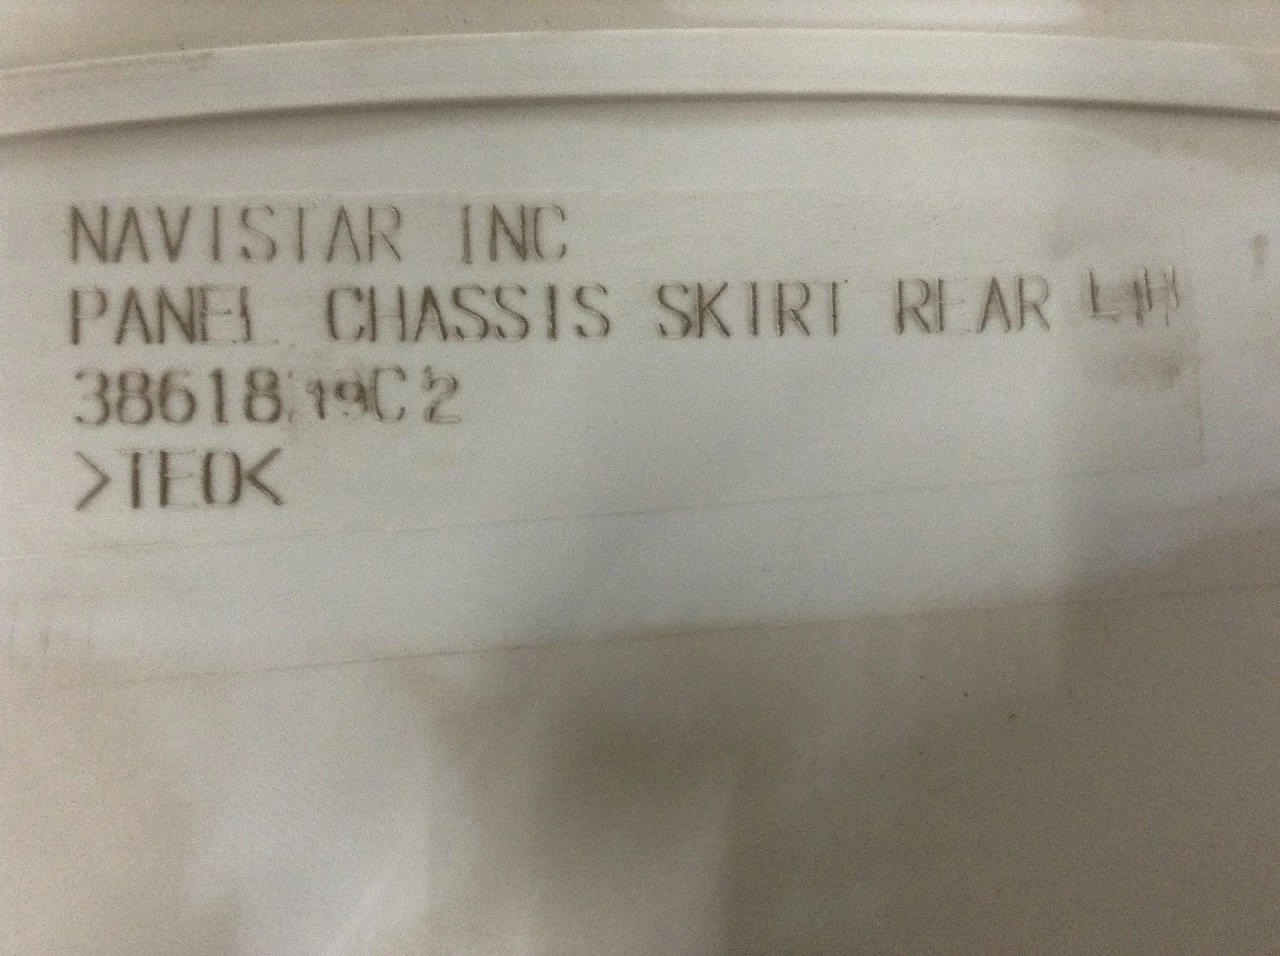 NAVISTAR INC
PANEL CHASSIS SKIRT REAR LH
3861819C2
>TEO<